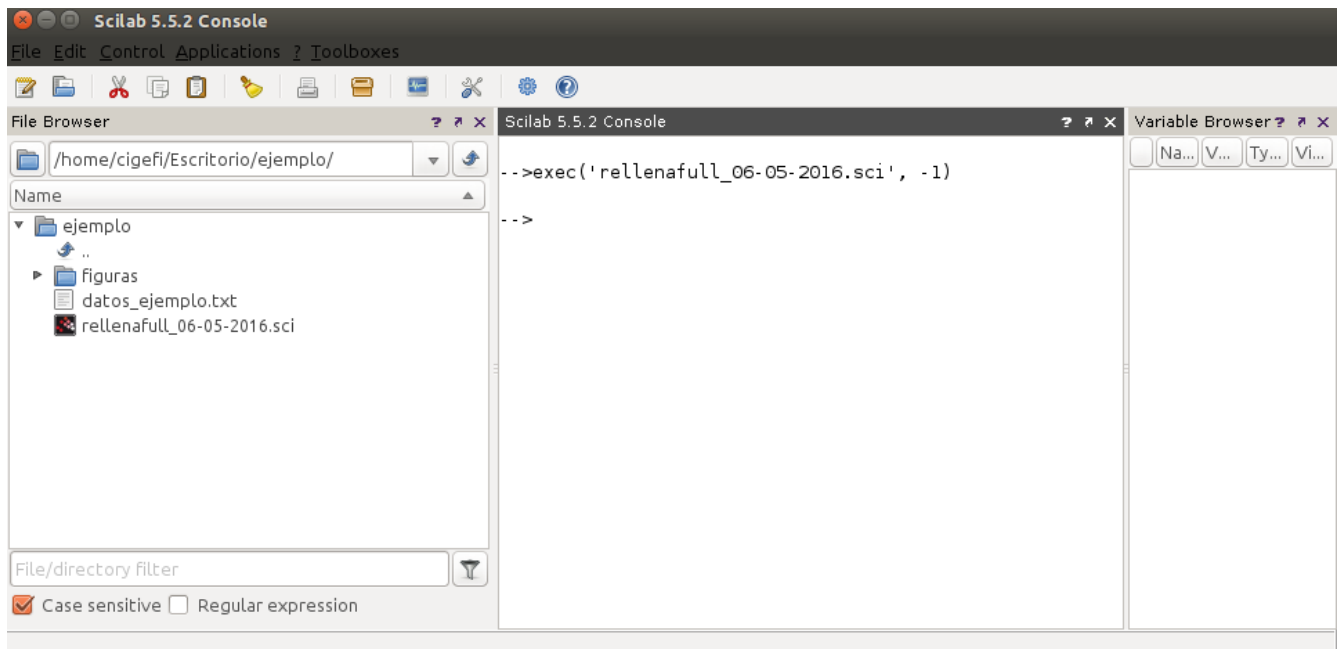 Scilab 5.5.2 Console
File Edit Control Applications ? Toolboxes
File Browser ? Scilab 5.5.2 Console ? Variable Browser ?
/home/cigefi/Escritorio/ejemplo/
Na... V... Ty... Vi...
-->exec('rellenafull_06-05-2016.sci', -1)
Name
-->
ejemplo
..
figuras
datos_ejemplo.txt
rellenafull_06-05-2016.sci
File/directory filter
Case sensitive Regular expression